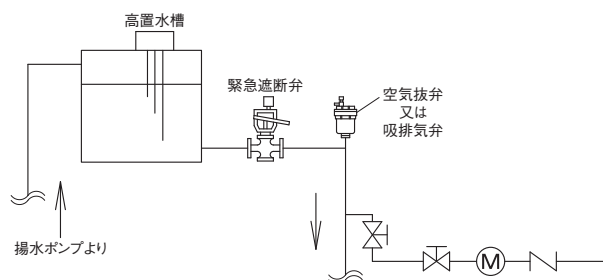 高置水槽
緊急遮断弁
空気抜弁
又は
吸排気弁
揚水ポンプより
M